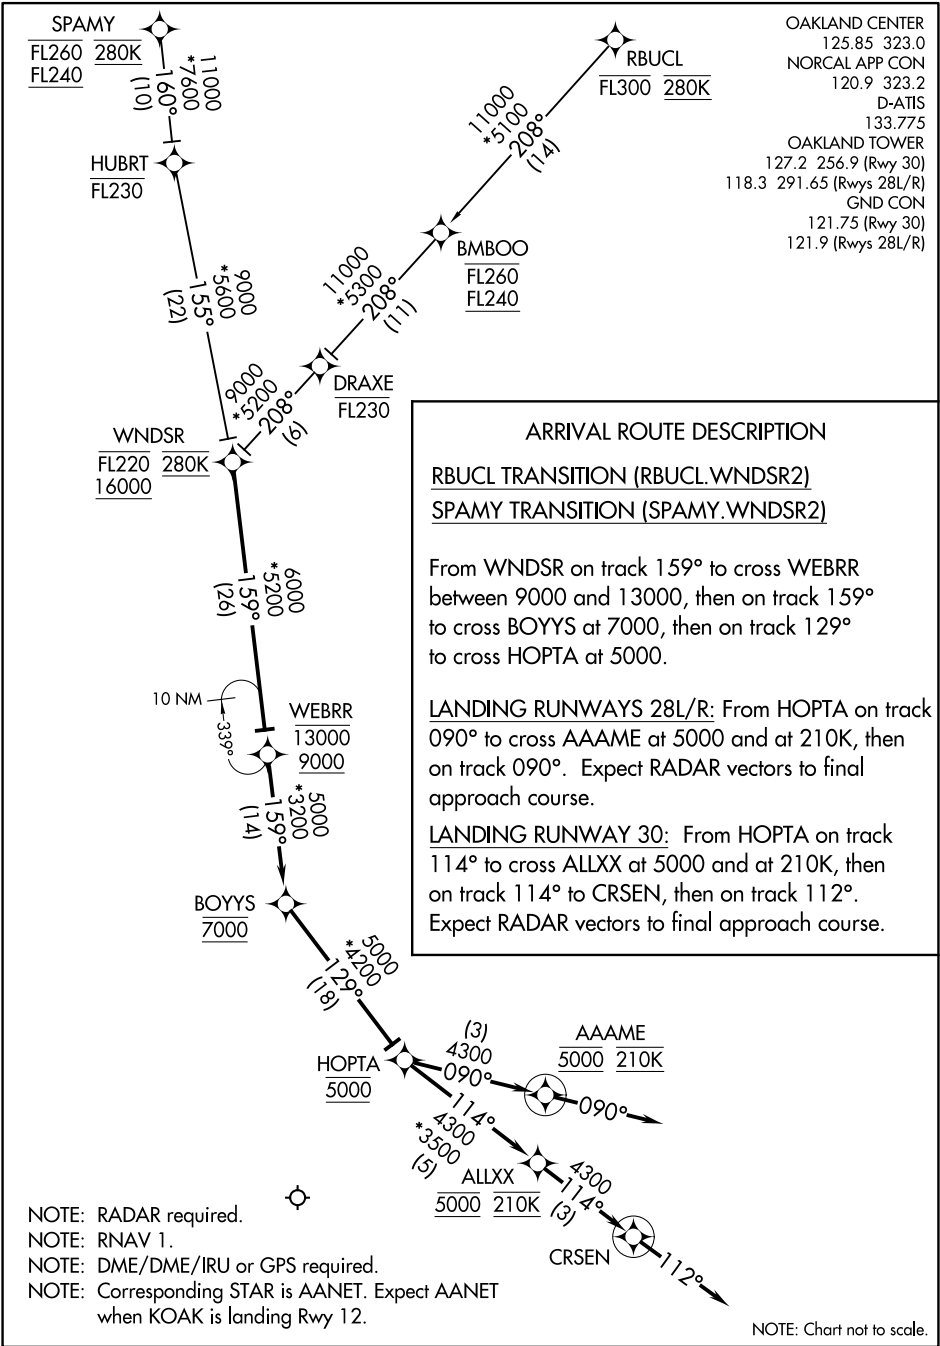 SPAMY
FL260 280K
FL240
11000
*7600
160°
(10)
HUBRT
FL230
9000
*5600
155°
(22)
RBUCL
FL300 280K
11000
*5100
208°
(14)
BMBOO
FL260
FL240
11000
*5300
208°
(11)
DRAXE
FL230
9000
*5200
208°
(6)
OAKLAND CENTER
125.85 323.0
NORCAL APP CON
120.9 323.2
D-ATIS
133.775
OAKLAND TOWER
127.2 256.9 (Rwy 30)
118.3 291.65 (Rwys 28L/R)
GND CON
121.75 (Rwy 30)
121.9 (Rwys 28L/R)
WNDSR
FL220 280K
16000
6000
*5200
159°
(26)
10 NM
339°
WEBRR
13000
9000
5000
*3200
159°
(14)
BOYYS
7000
5000
*4200
129°
(18)
HOPTA
5000
(3)
4300
090°
AAAME
5000 210K
090°
114°
4300
*3500
(5)
ALLXX
5000 210K
4300
114°
(3)
CRSEN
112°
ARRIVAL ROUTE DESCRIPTION
RBUCL TRANSITION (RBUCL.WNDSR2)
SPAMY TRANSITION (SPAMY.WNDSR2)
From WNDSR on track 159° to cross WEBRR
between 9000 and 13000, then on track 159°
to cross BOYYS at 7000, then on track 129°
to cross HOPTA at 5000.
LANDING RUNWAYS 28L/R: From HOPTA on track
090° to cross AAAME at 5000 and at 210K, then
on track 090°. Expect RADAR vectors to final
approach course.
LANDING RUNWAY 30: From HOPTA on track
114° to cross ALLXX at 5000 and at 210K, then
on track 114° to CRSEN, then on track 112°.
Expect RADAR vectors to final approach course.
NOTE: RADAR required.
NOTE: RNAV 1.
NOTE: DME/DME/IRU or GPS required.
NOTE: Corresponding STAR is AANET. Expect AANET
when KOAK is landing Rwy 12.
NOTE: Chart not to scale.